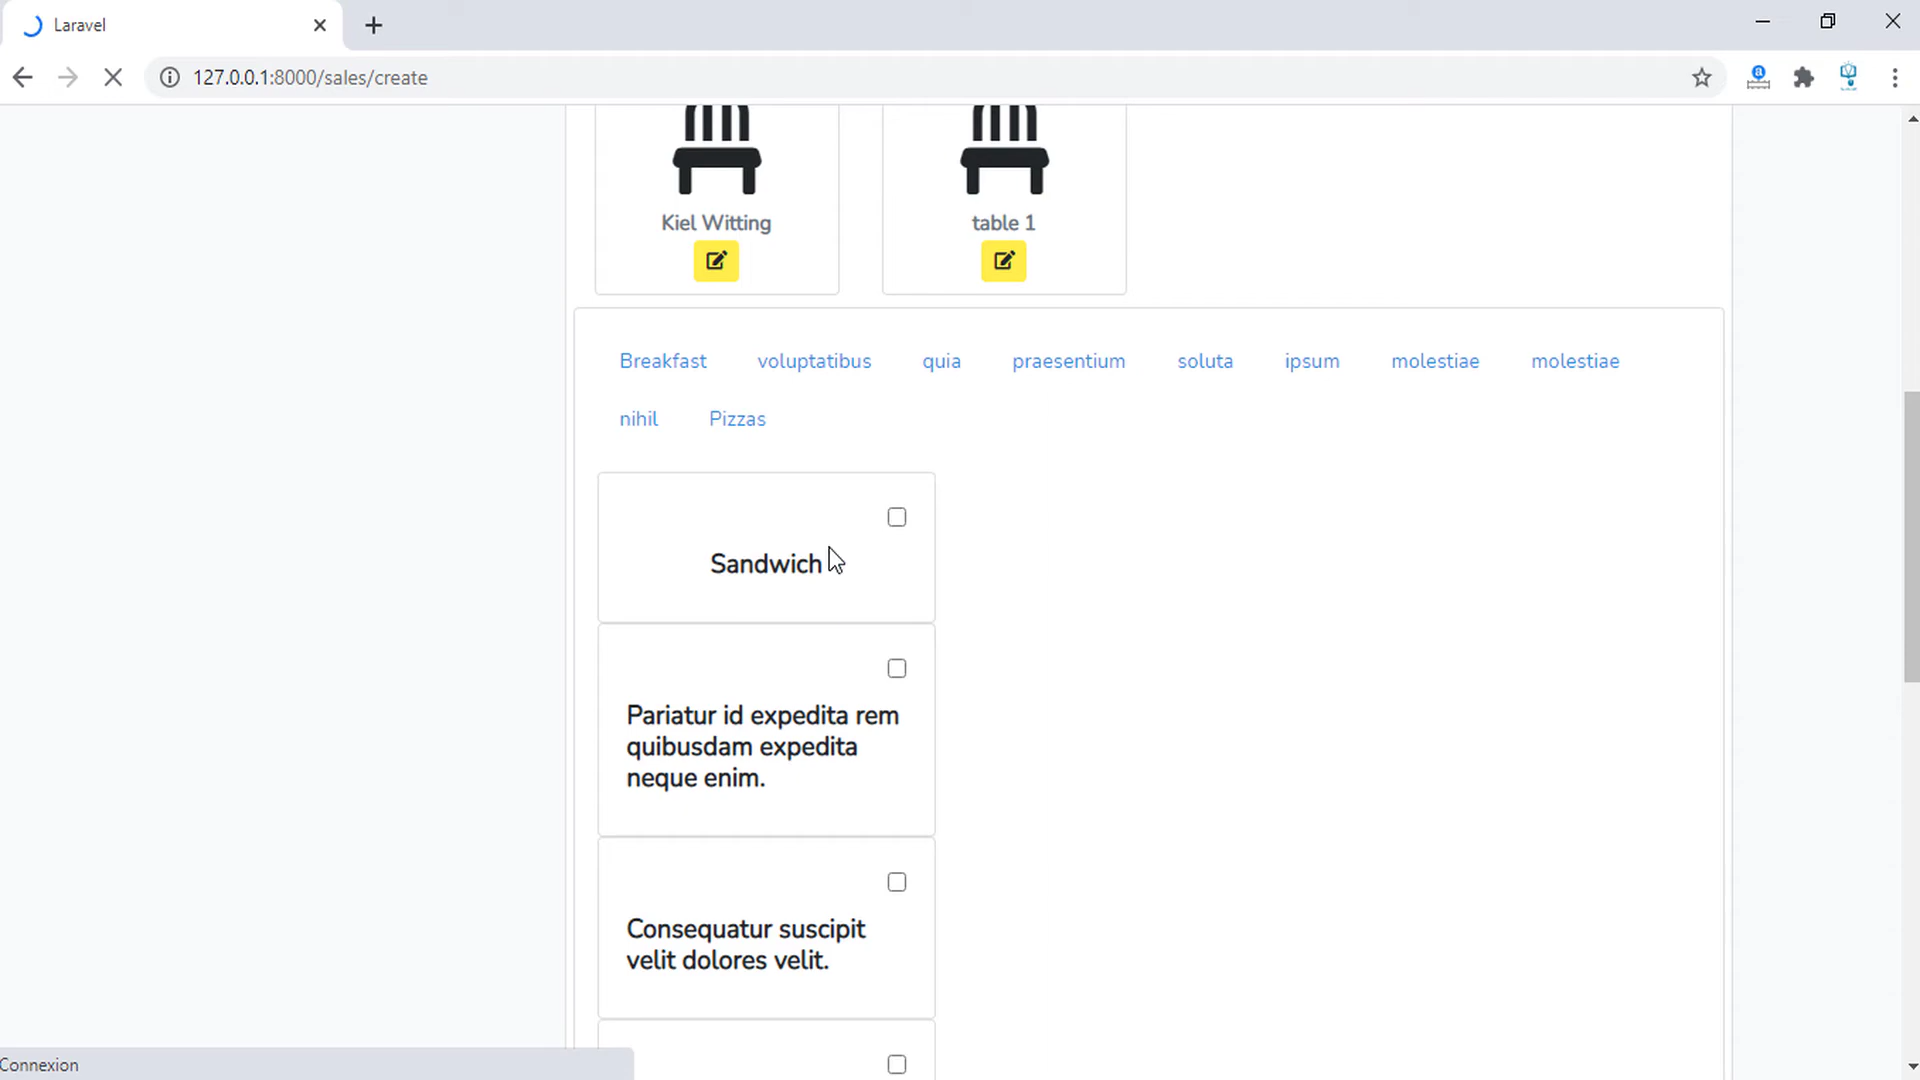 Laravel
127.0.0.1:8000/sales/create
Kiel Witting
table 1
Breakfast voluptatibus quia praesentium soluta ipsum molestiae molestiae
nihil Pizzas
Sandwich
Pariatur id expedita rem
quibusdam expedita
neque enim.
Consequatur suscipit
velit dolores velit.
Connexion